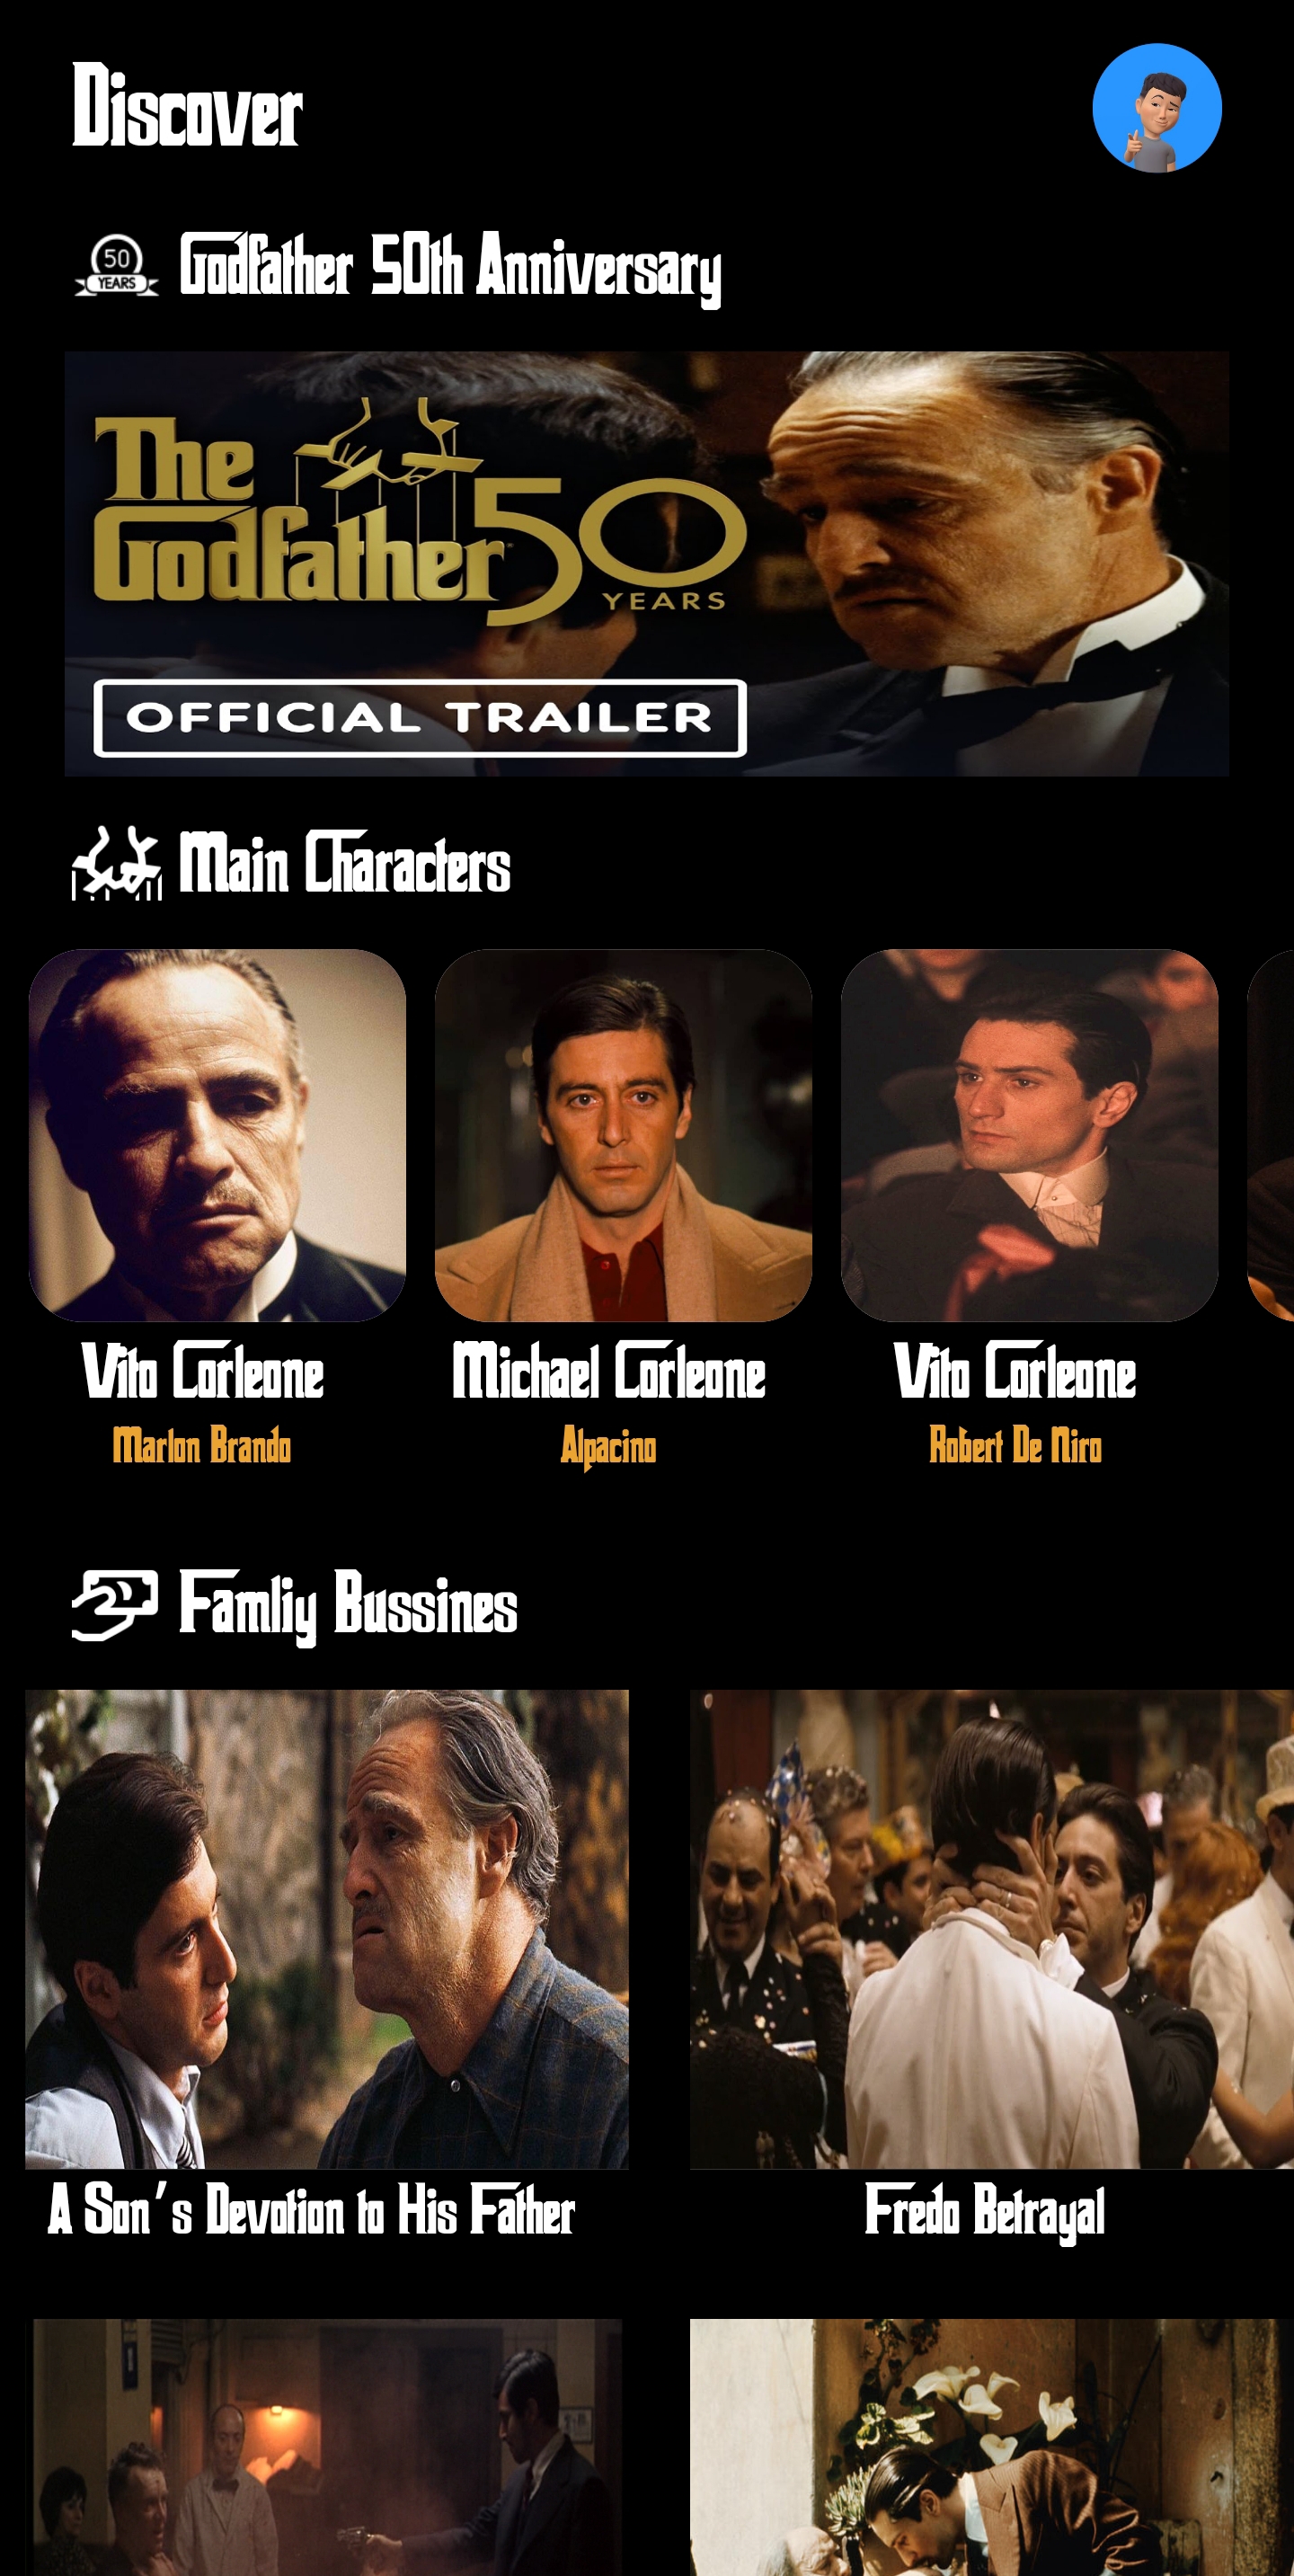 Discover
50
YEARS
Godfather 50th Anniversary
The
Godfather 50
YEARS
OFFICIAL TRAILER
Main Characters
Vito Corleone
Michael Corleone
Vito Corleone
Marlon Brando
Alpacino
Robert De Niro
Famliy Bussines
A Son's Devotion to His Father
Fredo Betrayal